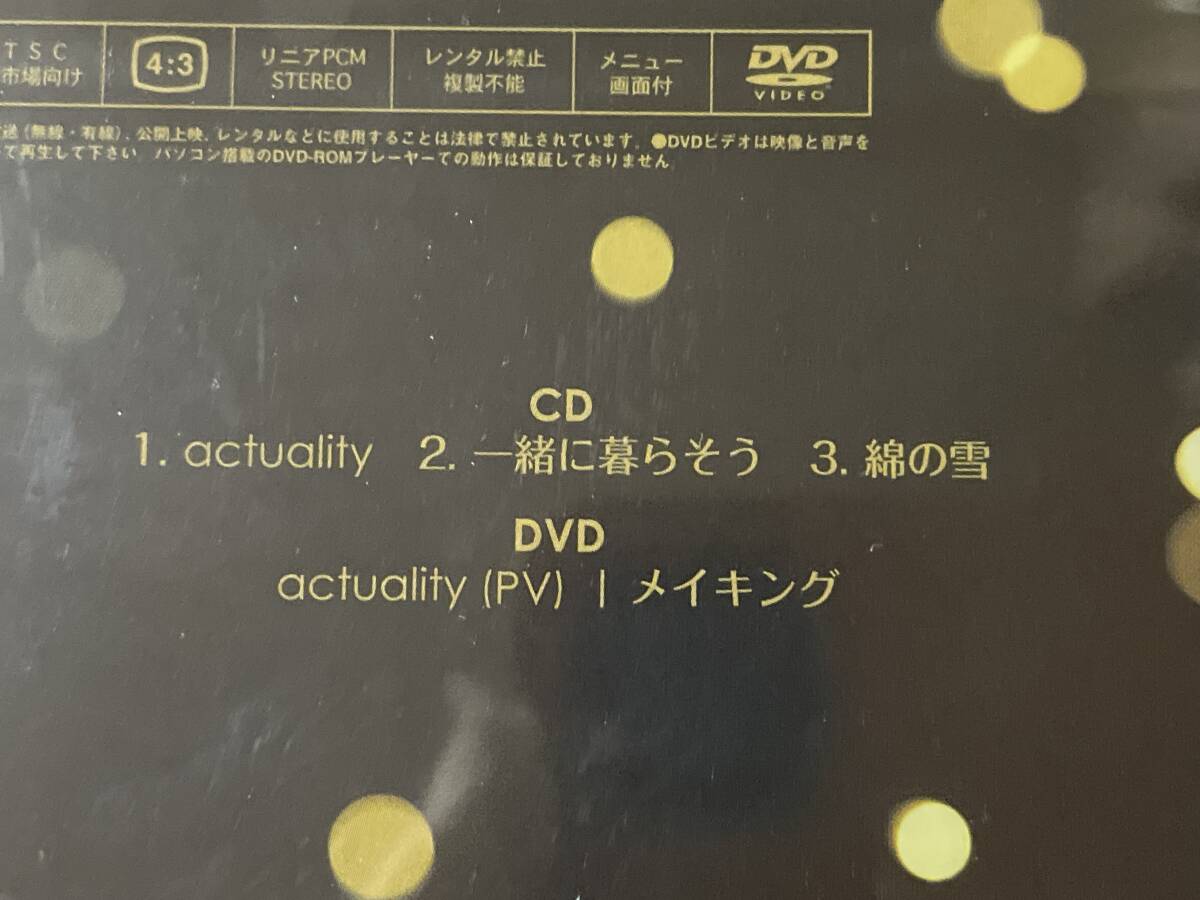 TSC
市場向け
4:3
リニアPCM
STEREO
レンタル禁止
複製不能
メニュー
画面付
DVD
VIDEO
送(無線・有線)、公開上映、レンタルなどに使用することは法律で禁止されています。●DVDビデオは映像と音声を
て再生して下さい。パソコン搭載のDVD-ROMプレーヤーでの動作は保証しておりません。
CD
1. actuality 2. 一緒に暮らそう 3. 綿の雪
DVD
actuality (PV) | メイキング